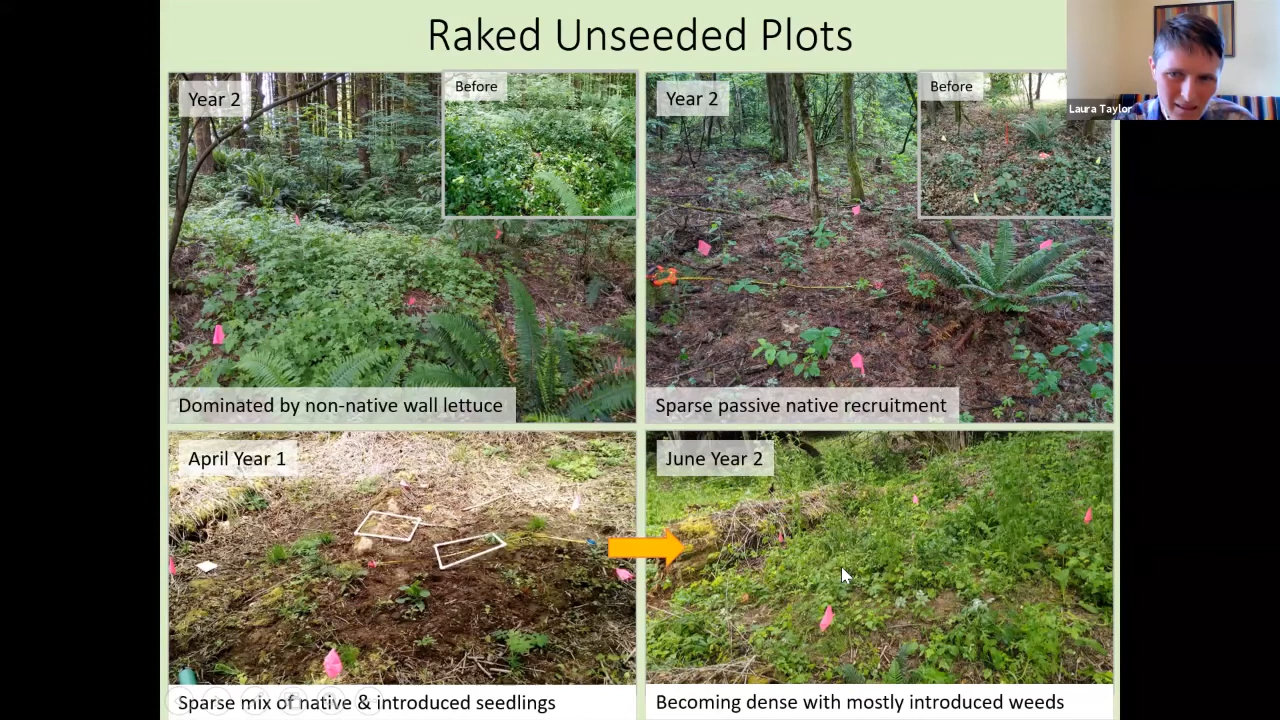 Raked Unseeded Plots
Laura Taylor
Year 2
Before
Dominated by non-native wall lettuce
Year 2
Before
Sparse passive native recruitment
April Year 1
Sparse mix of native & introduced seedlings
June Year 2
Becoming dense with mostly introduced weeds